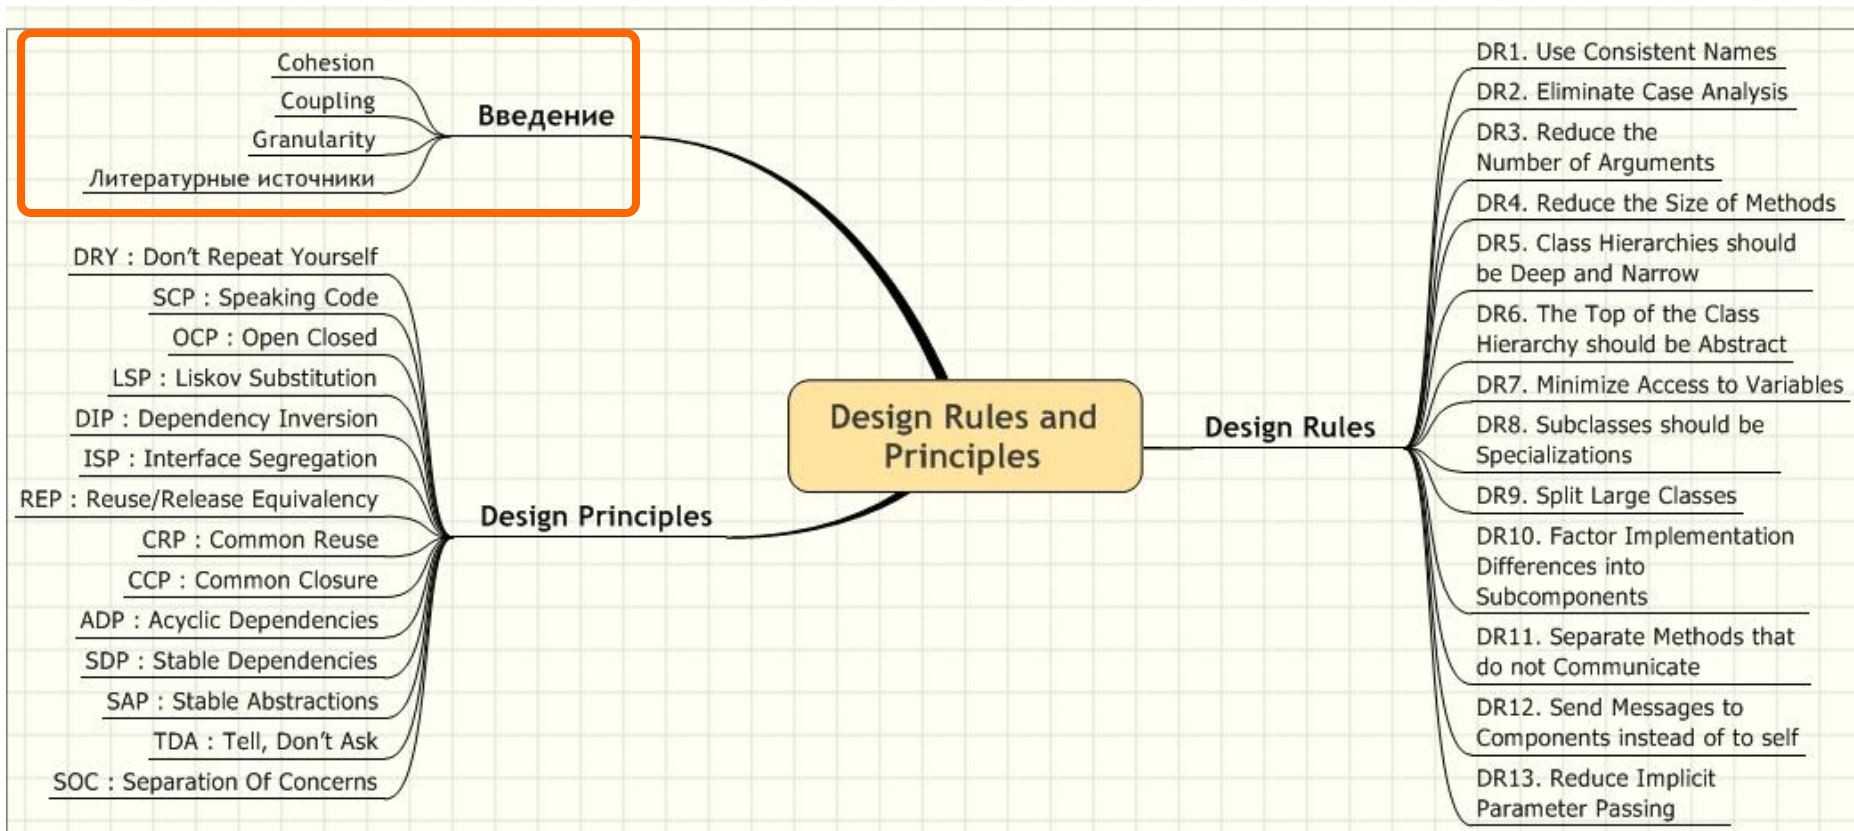 Cohesion
Coupling
Granularity
Литературные источники
Введение
DRY : Don't Repeat Yourself
SCP : Speaking Code
OCP : Open Closed
LSP : Liskov Substitution
DIP : Dependency Inversion
ISP : Interface Segregation
REP : Reuse/Release Equivalency
CRP : Common Reuse
CCP : Common Closure
ADP : Acyclic Dependencies
SDP : Stable Dependencies
SAP : Stable Abstractions
TDA : Tell, Don't Ask
SOC : Separation Of Concerns
Design Principles
Design Rules and
Principles
Design Rules
DR1. Use Consistent Names
DR2. Eliminate Case Analysis
DR3. Reduce the
Number of Arguments
DR4. Reduce the Size of Methods
DR5. Class Hierarchies should
be Deep and Narrow
DR6. The Top of the Class
Hierarchy should be Abstract
DR7. Minimize Access to Variables
DR8. Subclasses should be
Specializations
DR9. Split Large Classes
DR10. Factor Implementation
Differences into
Subcomponents
DR11. Separate Methods that
do not Communicate
DR12. Send Messages to
Components instead of to self
DR13. Reduce Implicit
Parameter Passing